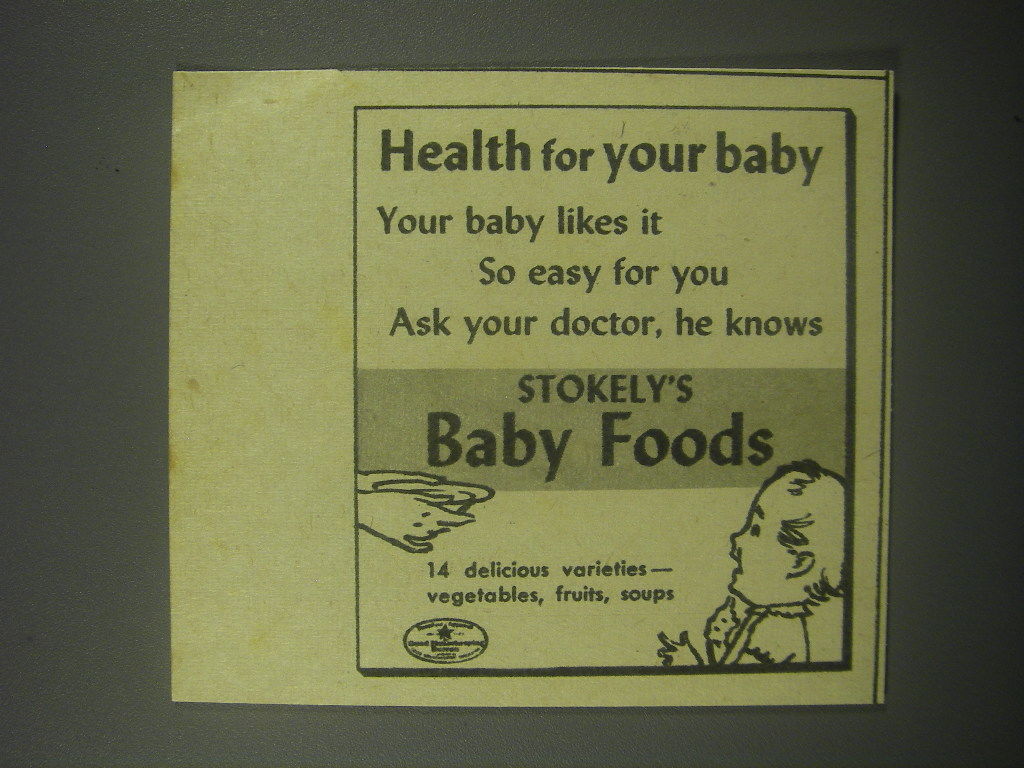 Health for your baby
Your baby likes it
So easy for you
Ask your doctor, he knows
STOKELY'S
Baby Foods
14 delicious varieties—
vegetables, fruits, soups